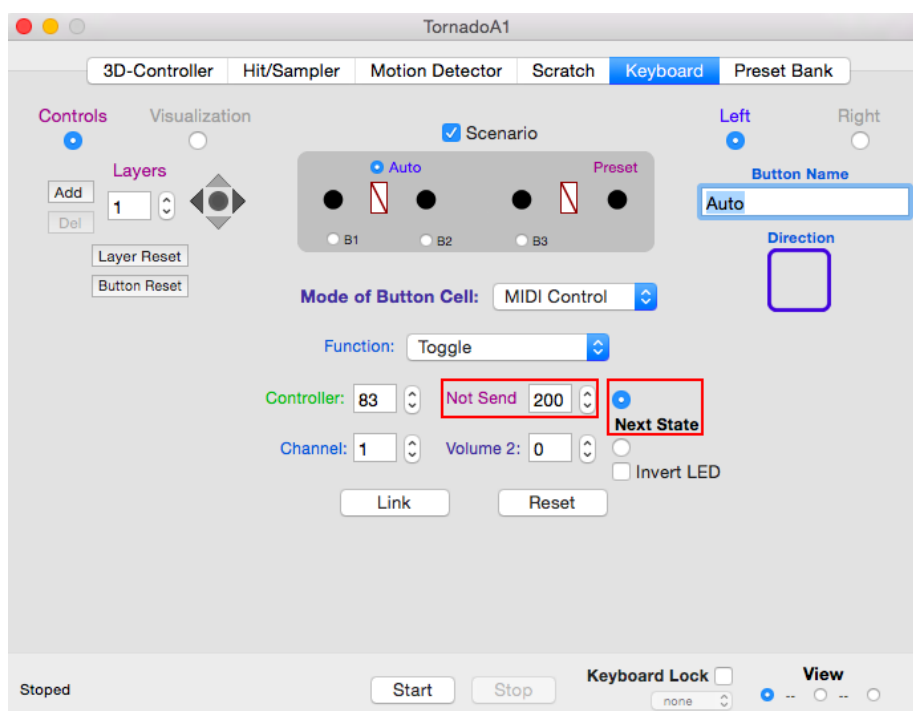 TornadoA1
3D-Controller Hit/Sampler Motion Detector Scratch Keyboard Preset Bank
Controls Visualization
Scenario
Left Right
Layers
Auto Preset
Button Name
Add
1
Auto
Del
B1 B2 B3
Direction
Layer Reset
Button Reset
Mode of Button Cell: MIDI Control
Function: Toggle
Controller: 83 Not Send 200
Next State
Channel: 1 Volume 2: 0
Invert LED
Link Reset
Keyboard Lock View
Stoped Start Stop
none -- --